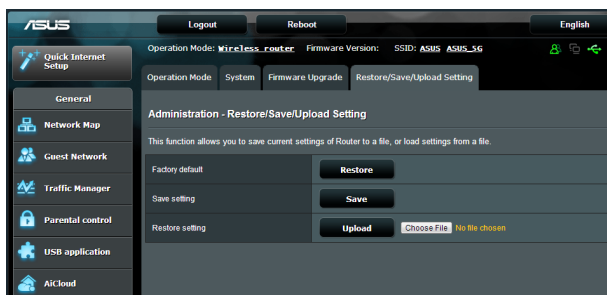 ASUS
Logout
Reboot
English
Quick Internet
Setup
Operation Mode: Wireless router Firmware Version: SSID: ASUS ASUS_5G
Operation Mode
System
Firmware Upgrade
Restore/Save/Upload Setting
General
Network Map
Guest Network
Traffic Manager
Parental control
USB application
AiCloud
Administration - Restore/Save/Upload Setting
This function allows you to save current settings of Router to a file, or load settings from a file.
Factory default
Restore
Save setting
Save
Restore setting
Upload
Choose File No file chosen